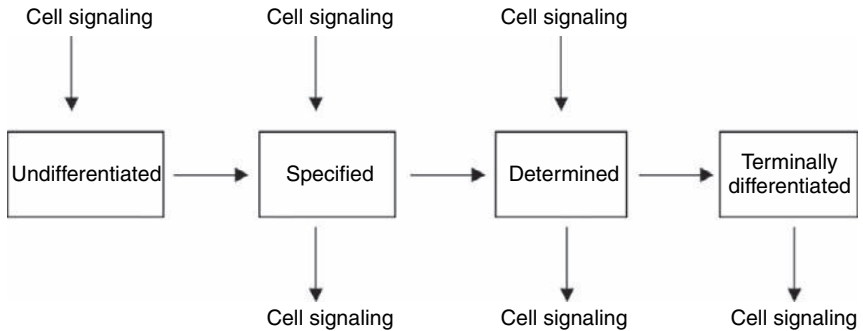 Cell signaling
Cell signaling
Cell signaling
Undifferentiated
Specified
Determined
Terminally
differentiated
Cell signaling
Cell signaling
Cell signaling